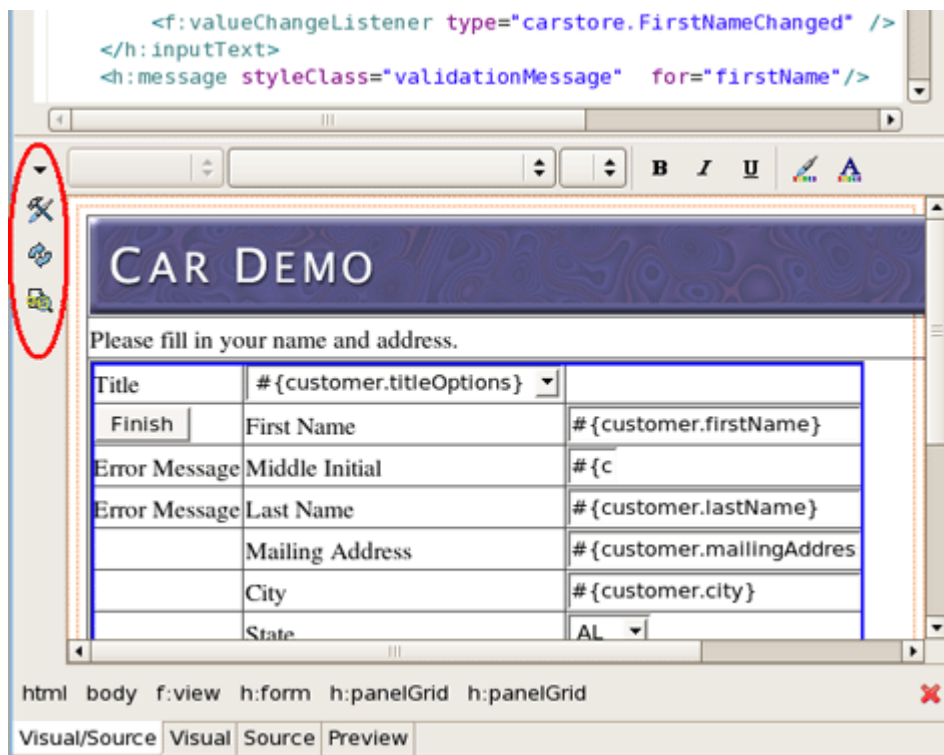 <f:valueChangeListener type="carstore.FirstNameChanged" />
</h:inputText>
<h:message styleClass="validationMessage"  for="firstName"/>
B I U A
CAR DEMO
Please fill in your name and address.
Title #{customer.titleOptions}
Finish First Name #{customer.firstName}
Error Message Middle Initial #{c
Error Message Last Name #{customer.lastName}
Mailing Address #{customer.mailingAddres
City #{customer.city}
State AL
html body f:view h:form h:panelGrid h:panelGrid
Visual/Source Visual Source Preview